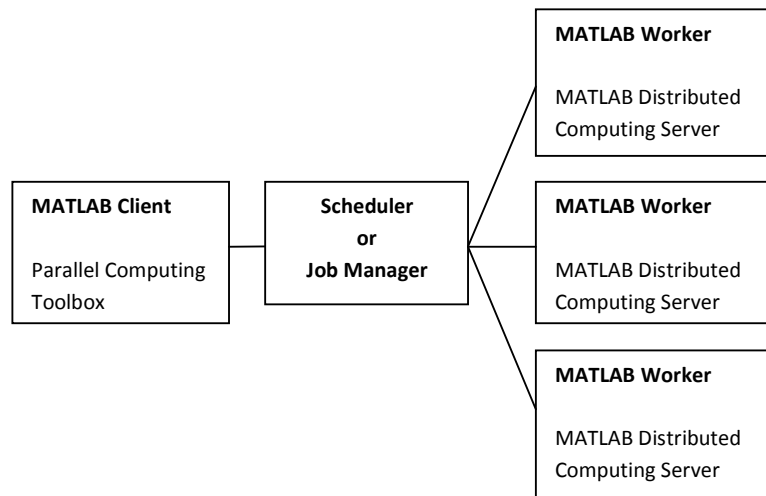 MATLAB Client
Parallel Computing
Toolbox
Scheduler
or
Job Manager
MATLAB Worker
MATLAB Distributed
Computing Server
MATLAB Worker
MATLAB Distributed
Computing Server
MATLAB Worker
MATLAB Distributed
Computing Server